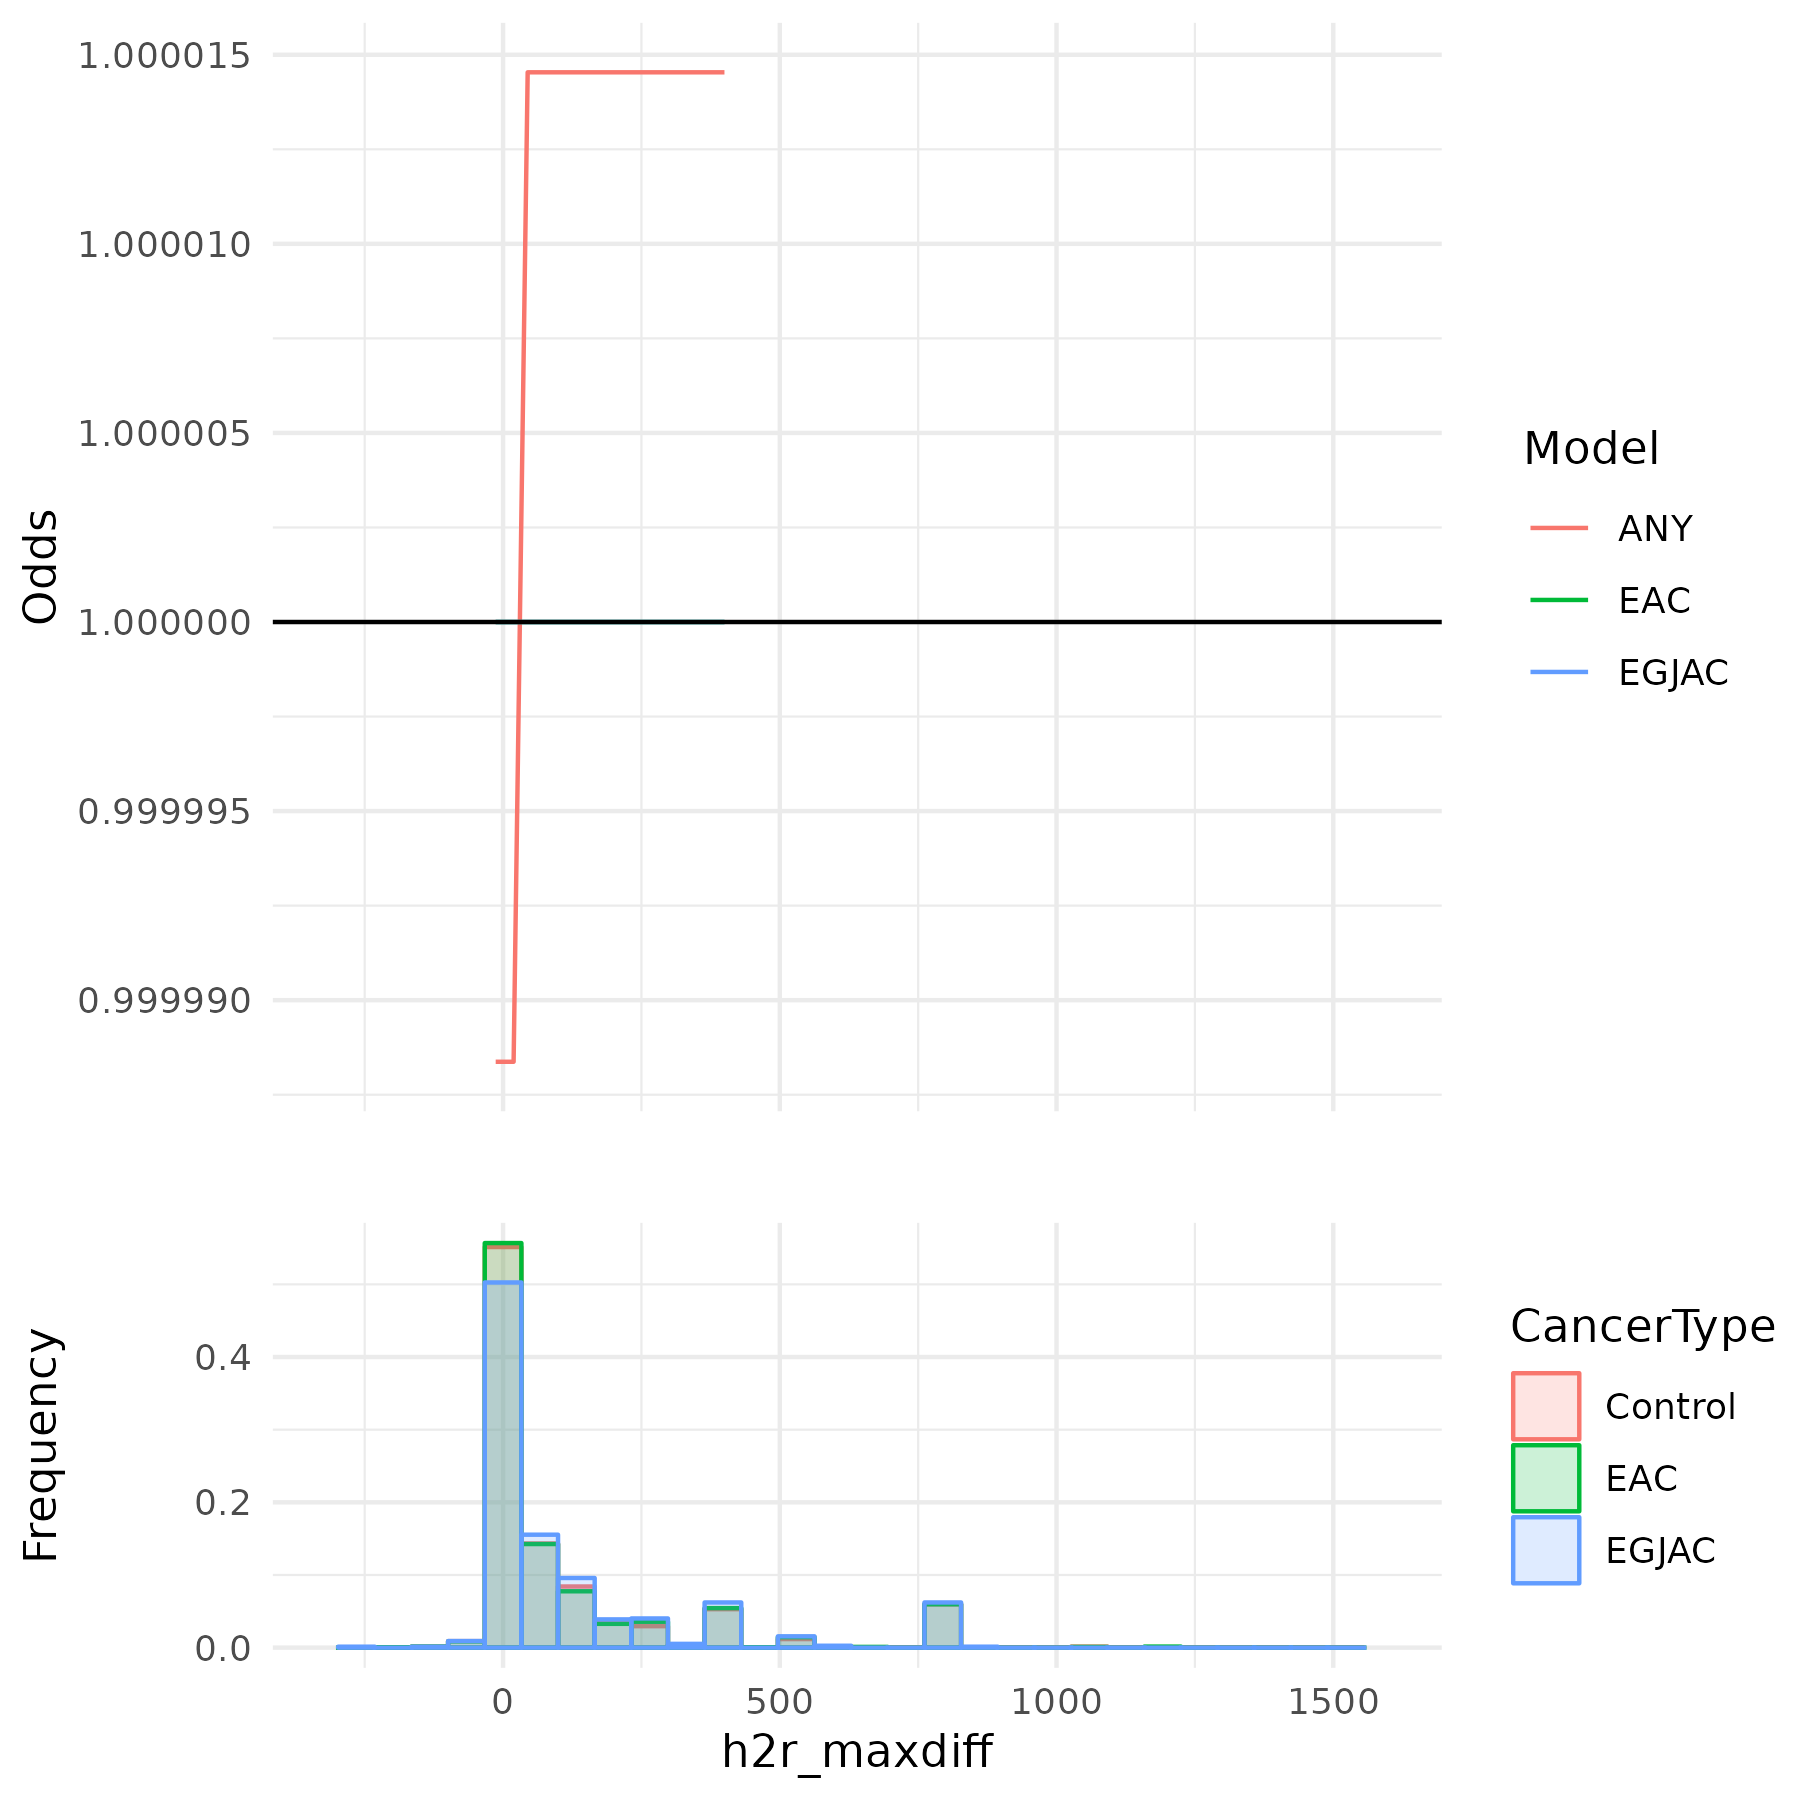 1.000015
1.000010
1.000005
1.000000
0.999995
0.999990
Odds
Model
ANY
EAC
EGJAC
0.4
0.2
0.0
Frequency
0
500
1000
1500
h2r_maxdiff
CancerType
Control
EAC
EGJAC